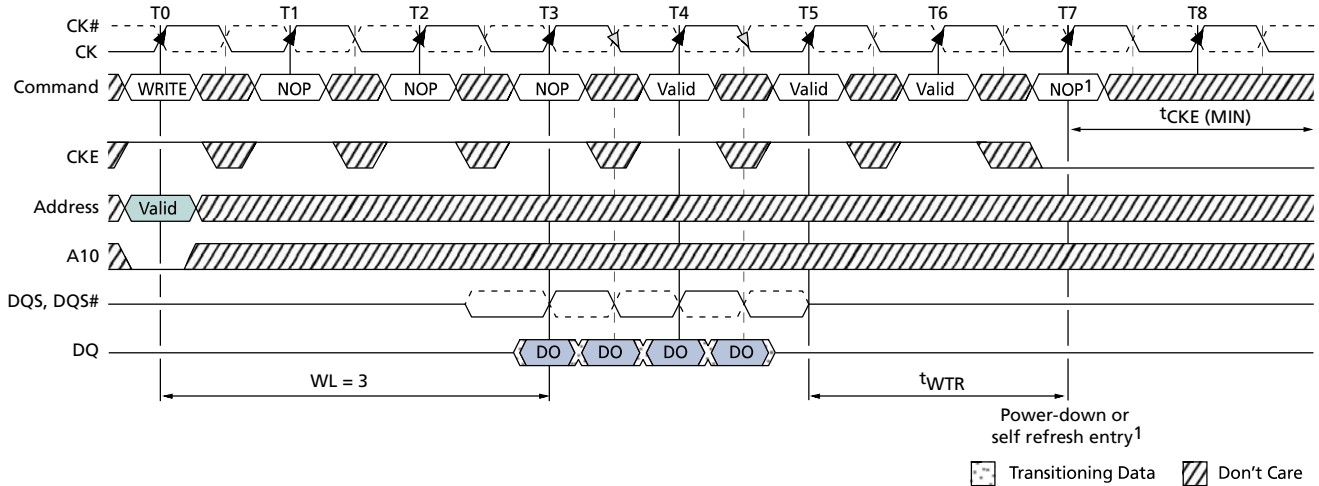 T0 T1 T2 T3 T4 T5 T6 T7 T8
CK#
CK
Command WRITE NOP NOP NOP Valid Valid Valid NOP1
tCKE (MIN)
CKE
Address Valid
A10
DQS, DQS#
DQ DO DO DO DO
WL = 3 tWTR
Power-down or
self refresh entry1
Transitioning Data Don't Care